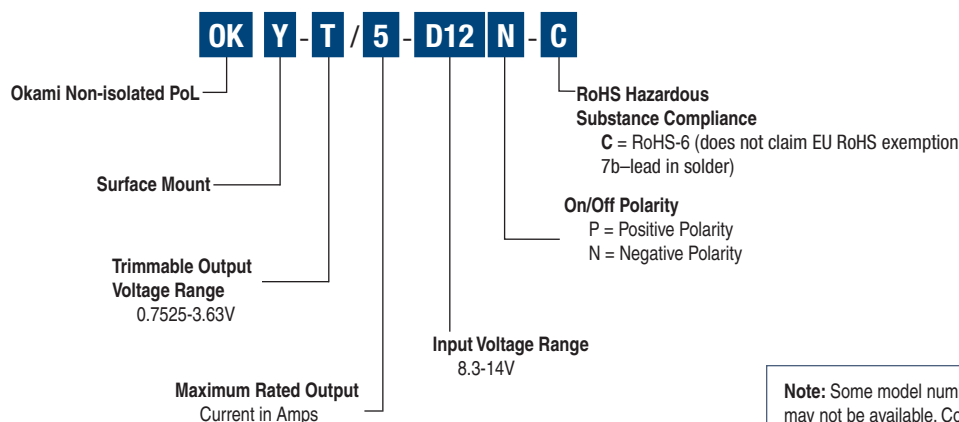 OK Y - T / 5 - D12 N - C
Okami Non-isolated PoL
RoHS Hazardous
Substance Compliance
C = RoHS-6 (does not claim EU RoHS exemption
7b–lead in solder)
Surface Mount
On/Off Polarity
P = Positive Polarity
N = Negative Polarity
Trimmable Output
Voltage Range
0.7525-3.63V
Input Voltage Range
8.3-14V
Maximum Rated Output
Current in Amps
Note: Some model num
may not be available. Co